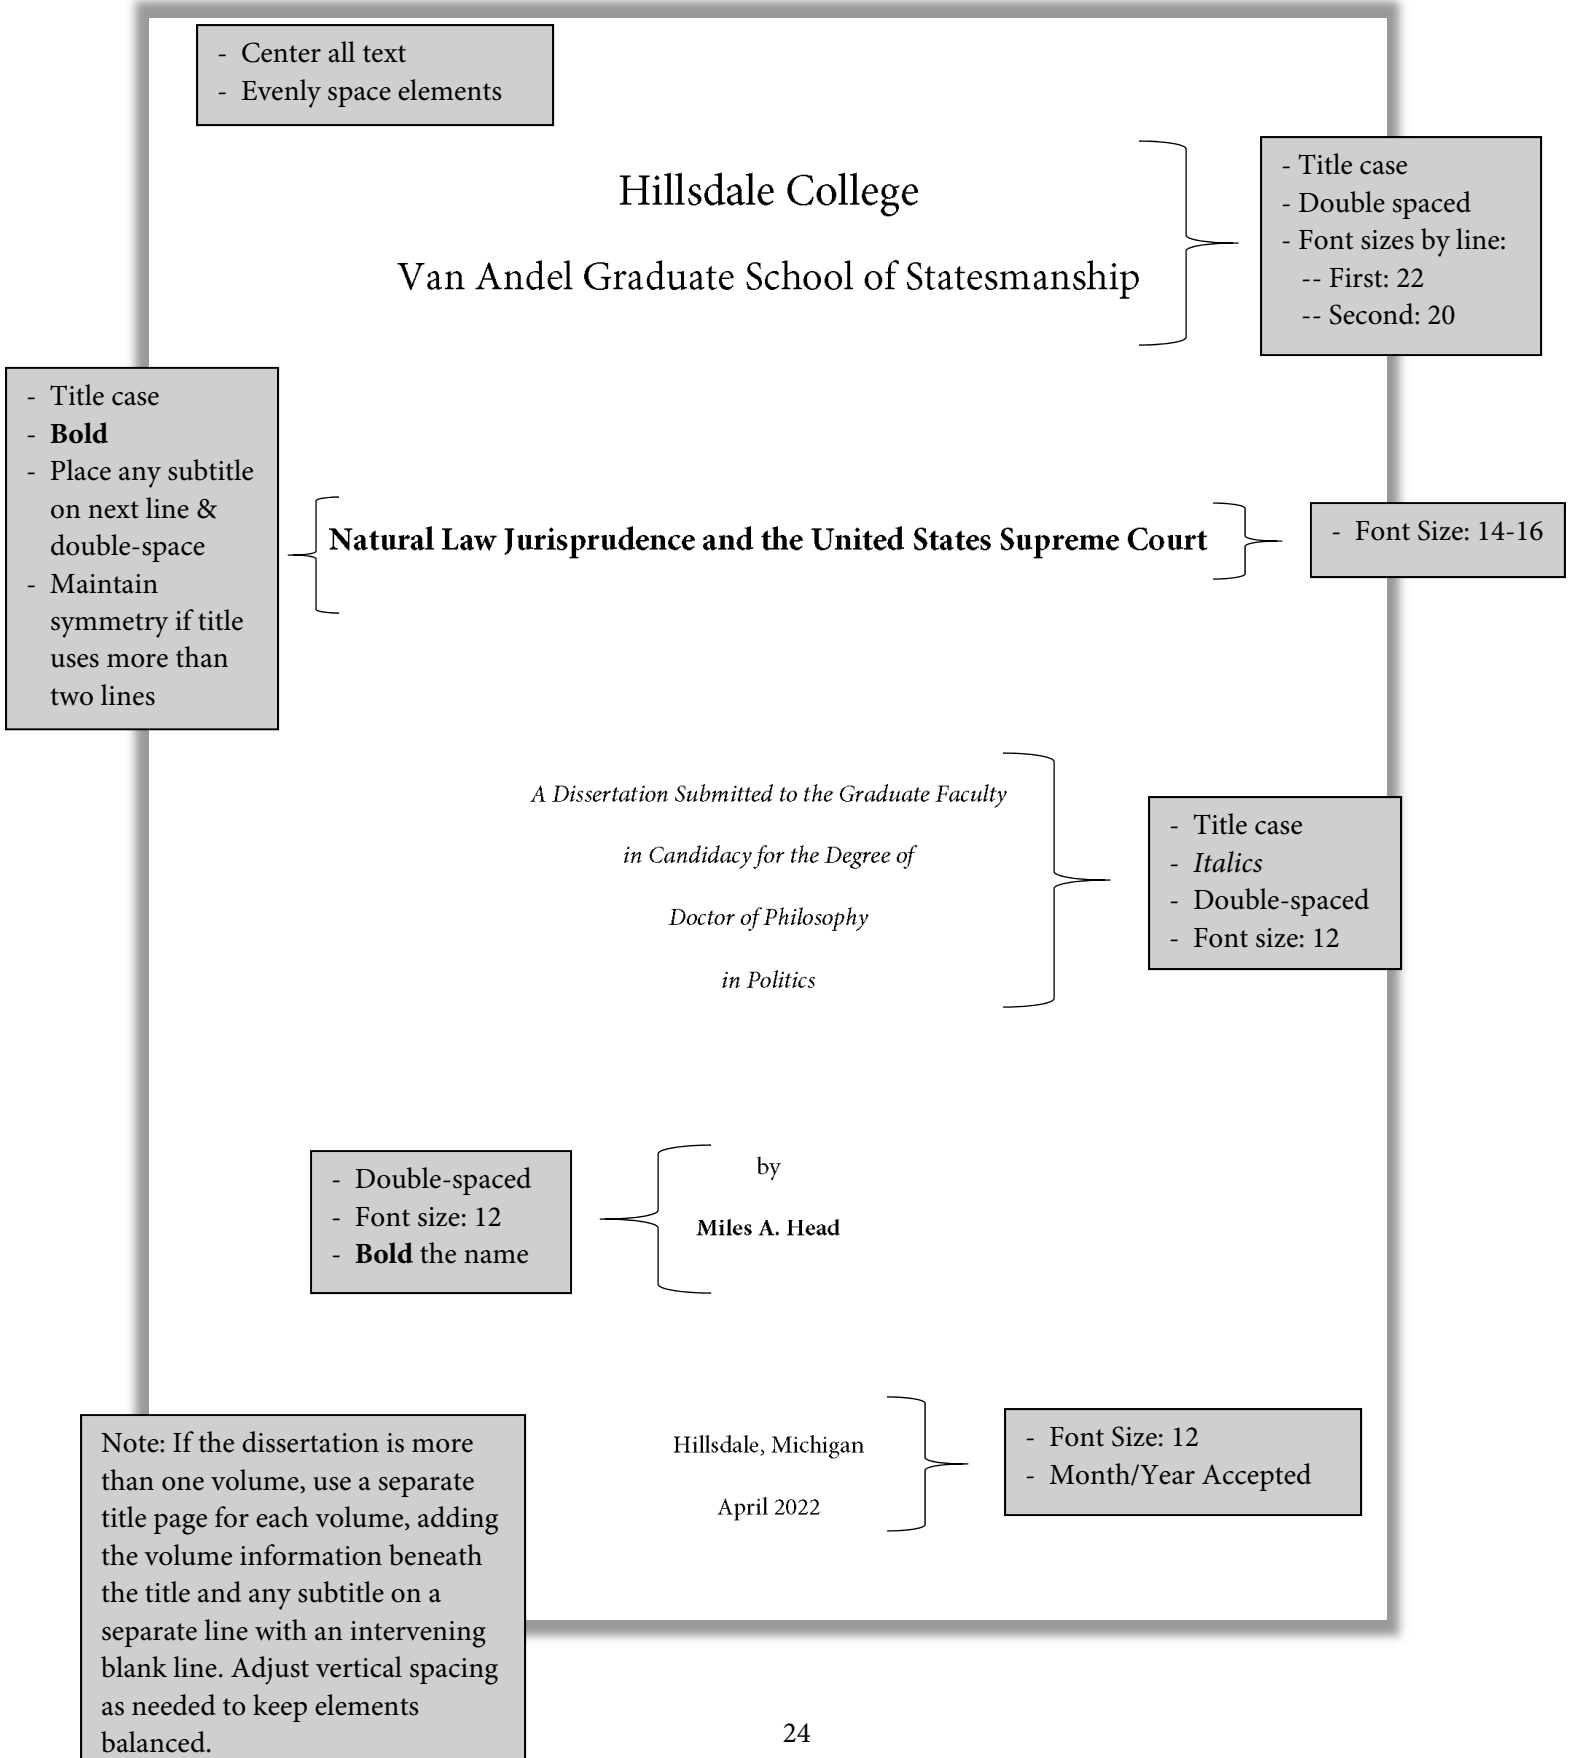 - Center all text
- Evenly space elements
Hillsdale College
Van Andel Graduate School of Statesmanship
- Title case
- Double spaced
- Font sizes by line:
-- First: 22
-- Second: 20
- Title case
- Bold
- Place any subtitle
on next line &
double-space
- Maintain
symmetry if title
uses more than
two lines
Natural Law Jurisprudence and the United States Supreme Court
- Font Size: 14-16
A Dissertation Submitted to the Graduate Faculty
in Candidacy for the Degree of
Doctor of Philosophy
in Politics
- Title case
- Italics
- Double-spaced
- Font size: 12
- Double-spaced
- Font size: 12
- Bold the name
by
Miles A. Head
Hillsdale, Michigan
April 2022
- Font Size: 12
- Month/Year Accepted
Note: If the dissertation is more
than one volume, use a separate
title page for each volume, adding
the volume information beneath
the title and any subtitle on a
separate line with an intervening
blank line. Adjust vertical spacing
as needed to keep elements
balanced.
24